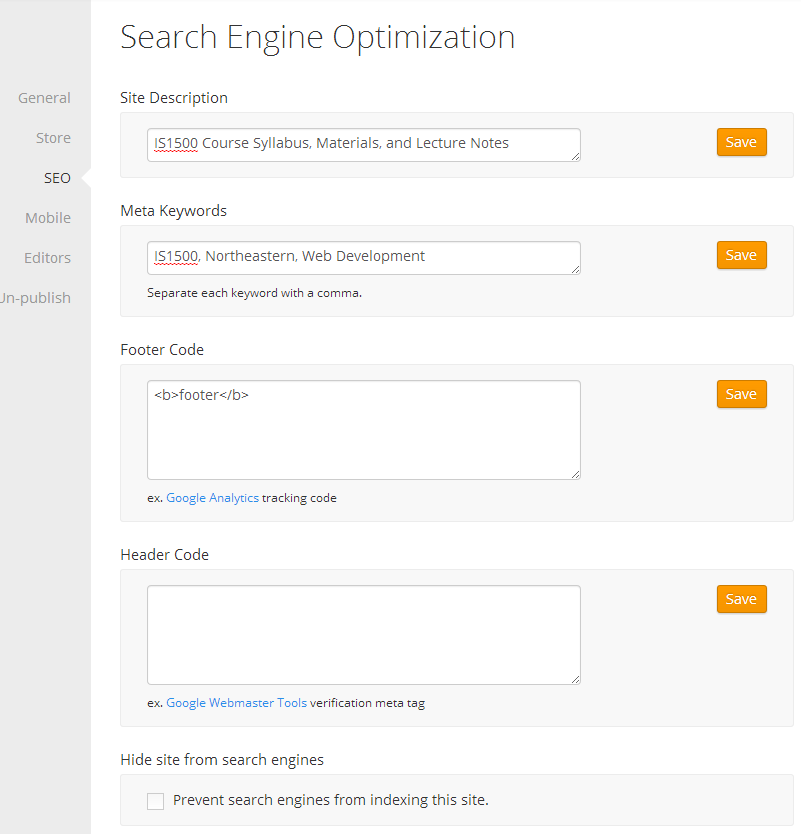 Search Engine Optimization
General
Store
SEO
Mobile
Editors
Un-publish
Site Description
IS1500 Course Syllabus, Materials, and Lecture Notes
Save
Meta Keywords
IS1500, Northeastern, Web Development
Save
Separate each keyword with a comma.
Footer Code
<b>footer</b>
Save
ex. Google Analytics tracking code
Header Code
Save
ex. Google Webmaster Tools verification meta tag
Hide site from search engines
Prevent search engines from indexing this site.